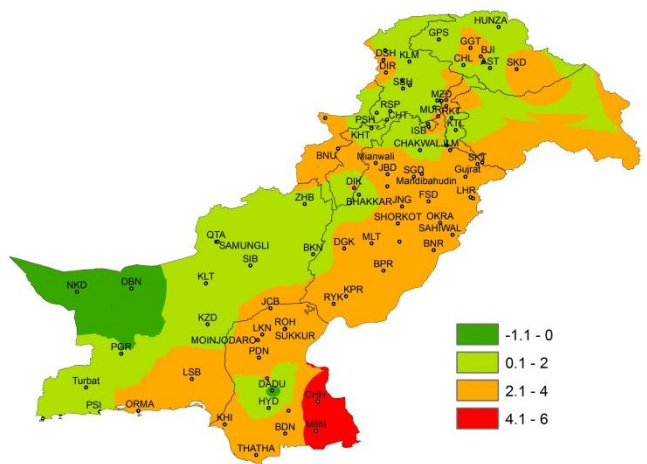 HUNZA
GPS
GGT
DSH
KLM
BJI
CHL
AST
SKD
DIR
SSH
MZD
RSP
MUR
RKT
CHT
PSH
KTL
ISB
KHT
CHAKWAL
JLM
BNU
Mianwali
SKT
JBD
SGD
Gujrat
Mandibahudin
DIK
ZHB
BHAKKAR
JNG
FSD
LHR
SHORKOT
OKRA
QTA
SAHIWAL
SAMUNGLI
DGK
MLT
BKN
BNR
SIB
BPR
NKD
DBN
KLT
KPR
RYK
JCB
KZD
ROH
LKN
SUKKUR
MOINJODARO
PDN
PGR
LSB
Turbat
DADU
CHH
HYD
PSI
ORMA
KHI
BDN
Mithi
THATHA
-1.1 - 0
0.1 - 2
2.1 - 4
4.1 - 6